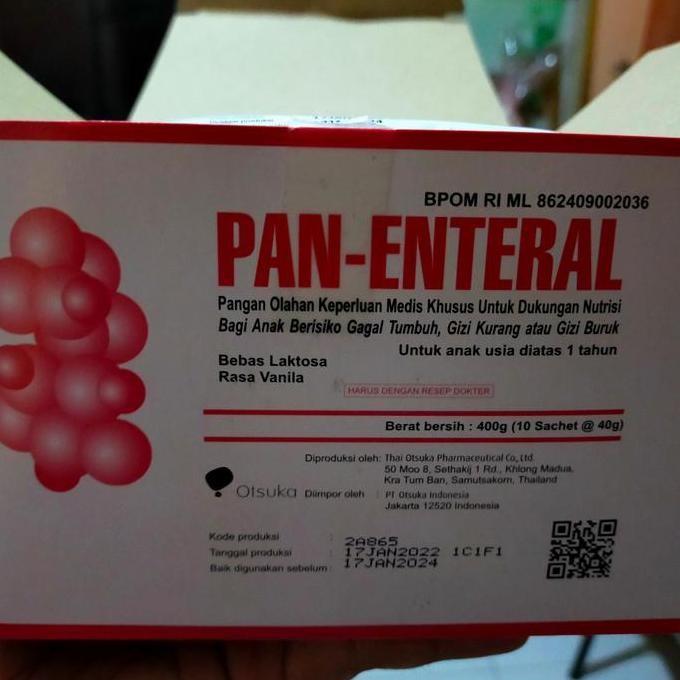 BPOM RI ML 862409002036
PAN-ENTERAL
Pangan Olahan Keperluan Medis Khusus Untuk Dukungan Nutrisi
Bagi Anak Berisiko Gagal Tumbuh, Gizi Kurang atau Gizi Buruk
Untuk anak usia diatas 1 tahun
Bebas Laktosa
Rasa Vanila
HARUS DENGAN RESEP DOKTER
Berat bersih : 400g (10 Sachet @ 40g)
Diproduksi oleh: Thai Otsuka Pharmaceutical Co., Ltd.
50 Moo 8, Sethakij 1 Rd., Khlong Madua,
Kra Tum Ban, Samutsakorn, Thailand
Otsuka Diimpor oleh : PT Otsuka Indonesia
Jakarta 12520 Indonesia
Kode produksi : 2A865
Tanggal produksi : 17JAN2022 1C1F1
Baik digunakan sebelum : 17JAN2024